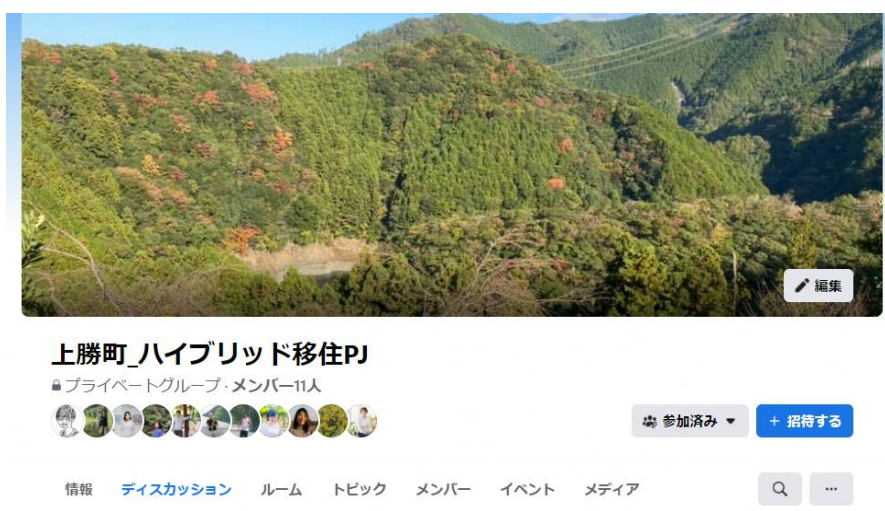 編集
上勝町_ハイブリッド移住PJ
プライベートグループ · メンバー11人
参加済み
+ 招待する
情報 ディスカッション ルーム トピック メンバー イベント メディア